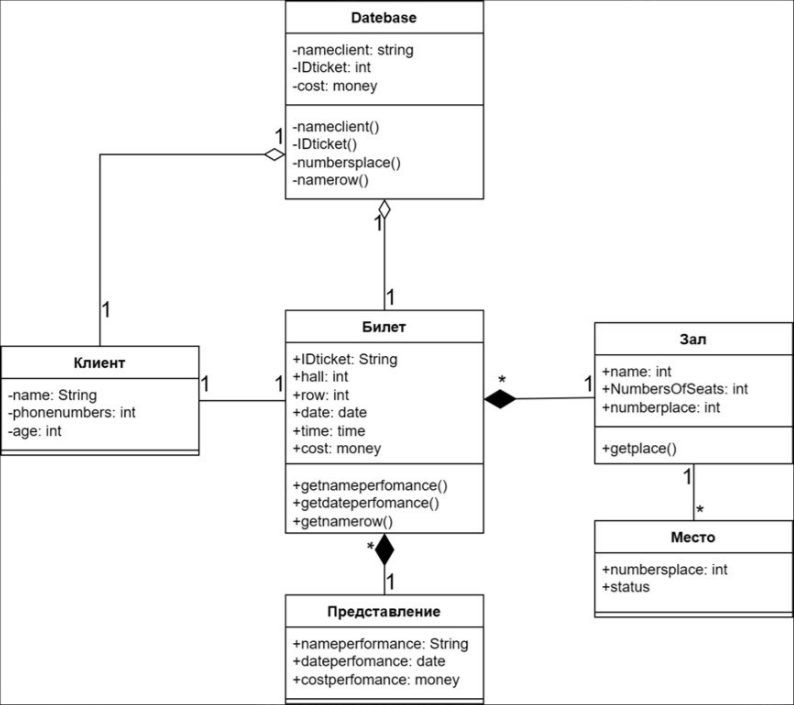 Datebase
-nameclient: string
-IDticket: int
-cost: money
-nameclient()
-IDticket()
-numbersplace()
-namerow()
1
1
1
1
Клиент
-name: String
-phonenumbers: int
-age: int
1
1
Билет
+IDticket: String
+hall: int
+row: int
+date: date
+time: time
+cost: money
+getnameperfomance()
+getdateperfomance()
+getnamerow()
*
1
Зал
+name: int
+NumbersOfSeats: int
+numberplace: int
+getplace()
1
*
Место
+numbersplace: int
+status
*
1
Представление
+nameperformance: String
+dateperfomance: date
+costperfomance: money